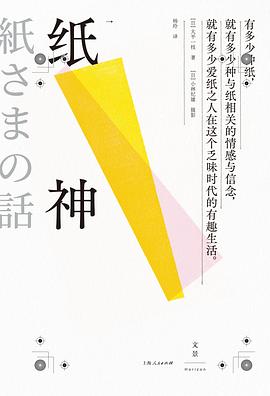 有多少种纸，
就有多少种与纸相关的情感与信念，
就有多少爱纸之人在这个乏味时代的有趣生活。
[日] 大平一枝 著
[日] 小林纪雄 摄影
杨玲 译
纸神
紙さまの話
文景
Horizon
上海人民出版社